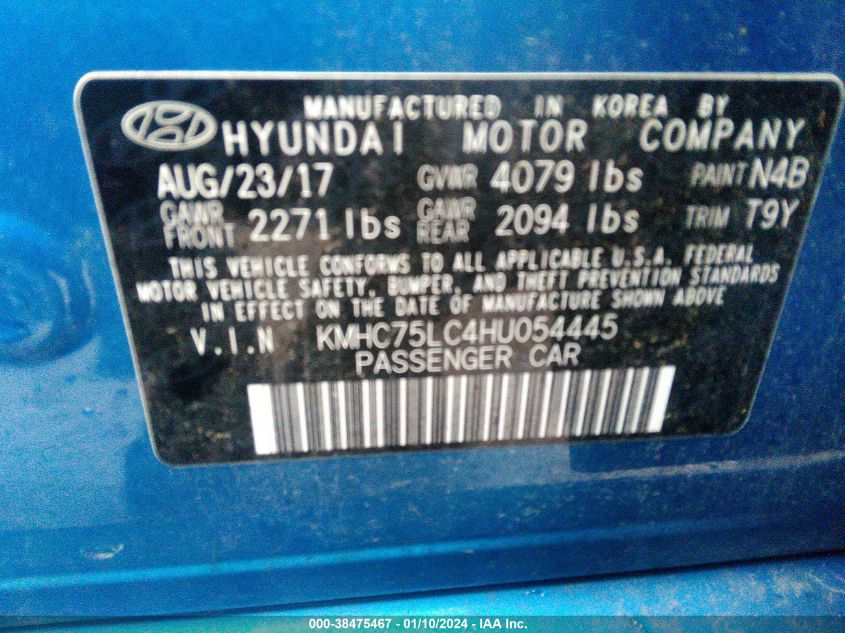 MANUFACTURED IN KOREA BY
HYUNDAI MOTOR COMPANY
AUG/23/17 GVWR 4079 lbs PAINT N4B
GAWR FRONT 2271 lbs GAWR REAR 2094 lbs TRIM T9Y
THIS VEHICLE CONFORMS TO ALL APPLICABLE U.S.A. FEDERAL
MOTOR VEHICLE SAFETY, BUMPER, AND THEFT PREVENTION STANDARDS
IN EFFECT ON THE DATE OF MANUFACTURE SHOWN ABOVE
V.I.N KMHC75LC4HU054445
PASSENGER CAR
000-38475467 - 01/10/2024 - IAA Inc.